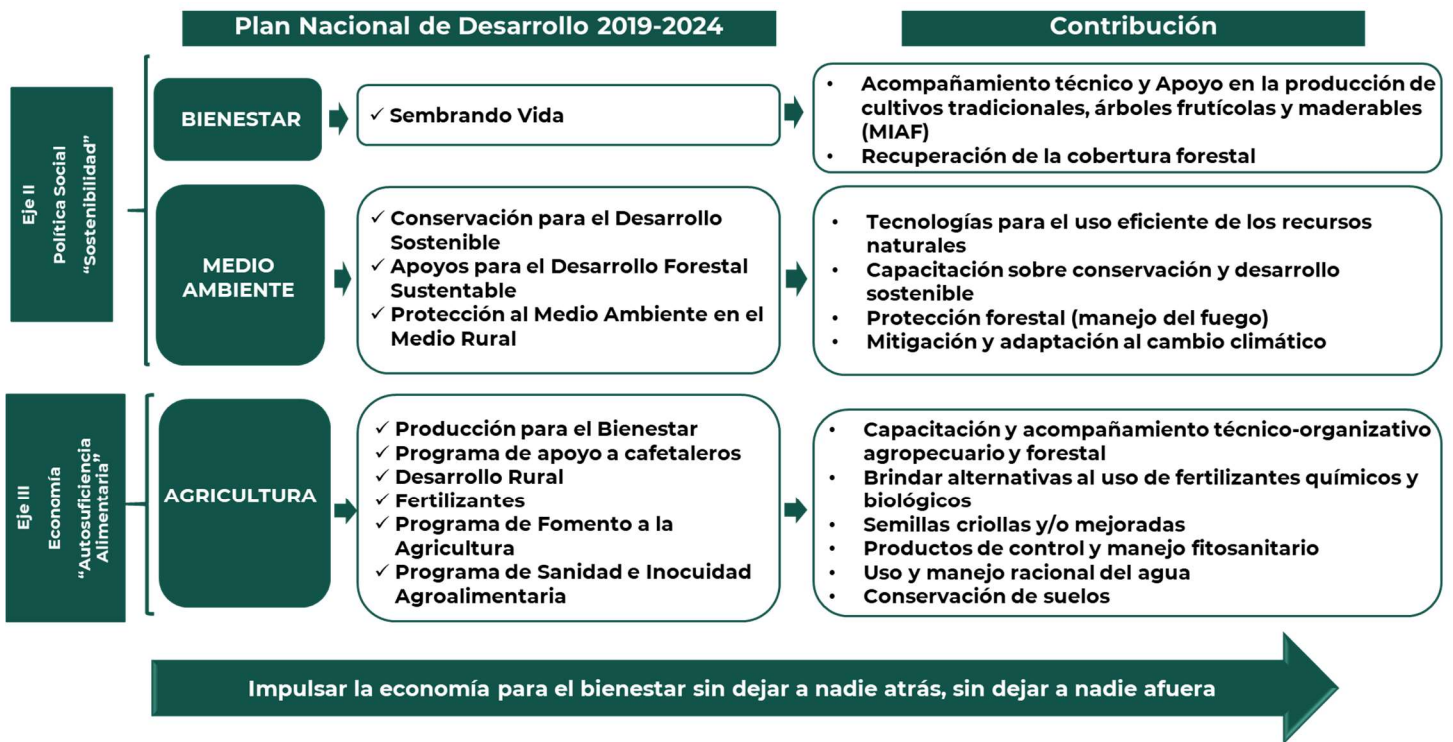 Plan Nacional de Desarrollo 2019-2024
Contribución
Eje II
Política Social
“Sostenibilidad”
BIENESTAR
✓ Sembrando Vida
• Acompañamiento técnico y Apoyo en la producción de
cultivos tradicionales, árboles frutícolas y maderables
(MIAF)
• Recuperación de la cobertura forestal
MEDIO
AMBIENTE
✓ Conservación para el Desarrollo
Sostenible
✓ Apoyos para el Desarrollo Forestal
Sustentable
✓ Protección al Medio Ambiente en el
Medio Rural
• Tecnologías para el uso eficiente de los recursos
naturales
• Capacitación sobre conservación y desarrollo
sostenible
• Protección forestal (manejo del fuego)
• Mitigación y adaptación al cambio climático
Eje III
Economía
“Autosuficiencia
Alimentaria”
AGRICULTURA
✓ Producción para el Bienestar
✓ Programa de apoyo a cafetaleros
✓ Desarrollo Rural
✓ Fertilizantes
✓ Programa de Fomento a la
Agricultura
✓ Programa de Sanidad e Inocuidad
Agroalimentaria
• Capacitación y acompañamiento técnico-organizativo
agropecuario y forestal
• Brindar alternativas al uso de fertilizantes químicos y
biológicos
• Semillas criollas y/o mejoradas
• Productos de control y manejo fitosanitario
• Uso y manejo racional del agua
• Conservación de suelos
Impulsar la economía para el bienestar sin dejar a nadie atrás, sin dejar a nadie afuera